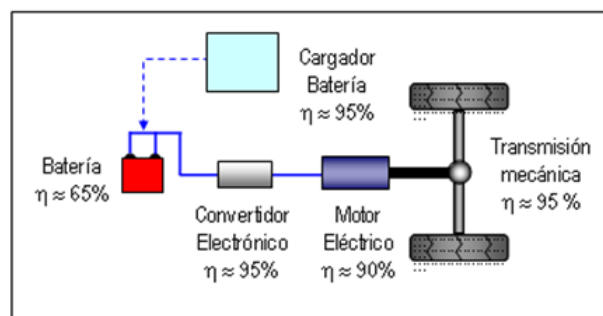 Cargador
Batería
η ≈ 95%
Batería
η ≈ 65%
Convertidor
Electrónico
η ≈ 95%
Motor
Eléctrico
η ≈ 90%
Transmisión
mecánica
η ≈ 95 %